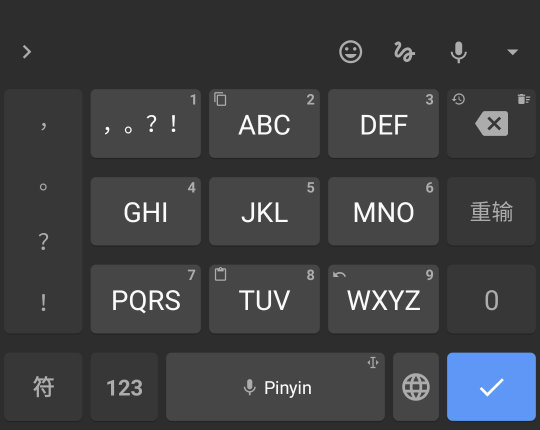 ,
。
?
!
, 。 ? ! 1
ABC 2
DEF 3
GHI 4
JKL 5
MNO 6
重输
PQRS 7
TUV 8
WXYZ 9
0
符
123
Pinyin